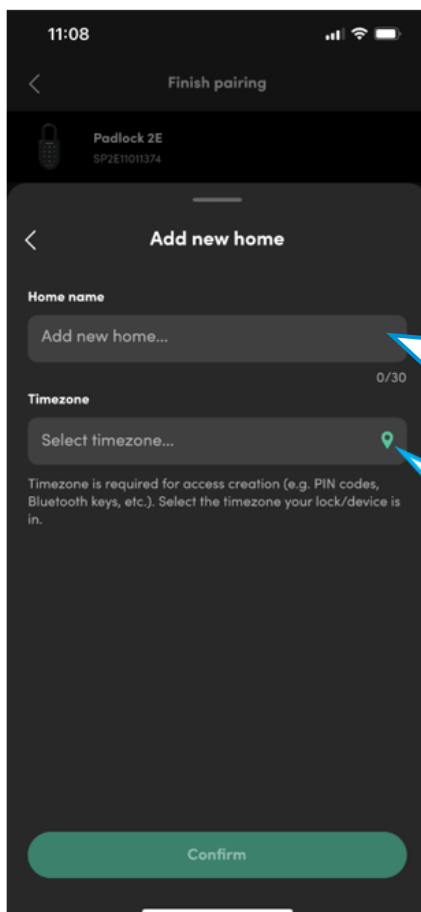 11:08
Finish pairing
Padlock 2E
SP2E11011374
Add new home
Home name
Add new home...
0/30
Timezone
Select timezone...
Timezone is required for access creation (e.g. PIN codes,
Bluetooth keys, etc.). Select the timezone your lock/device is
in.
Confirm